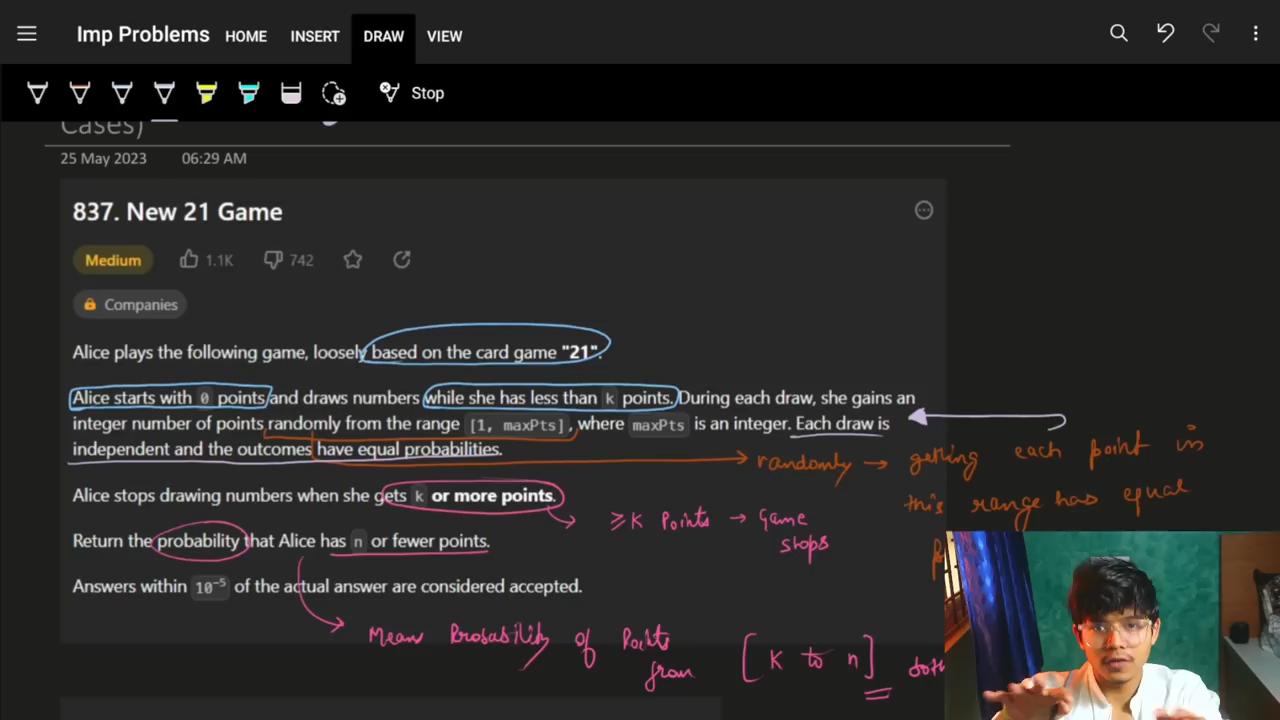 Imp Problems HOME INSERT DRAW VIEW
Stop
Cases)
25 May 2023 06:29 AM
837. New 21 Game
Medium 1.1K 742
Companies
Alice plays the following game, loosely based on the card game "21".
Alice starts with 0 points and draws numbers while she has less than k points. During each draw, she gains an
integer number of points randomly from the range [1, maxPts], where maxPts is an integer. Each draw is
independent and the outcomes have equal probabilities.
randomly → getting each point in
this range has equal
Alice stops drawing numbers when she gets k or more points.
≥K Points → Game
stops
Return the probability that Alice has n or fewer points.
Answers within 10⁻⁵ of the actual answer are considered accepted.
Mean Probability of Points
from [K to n]